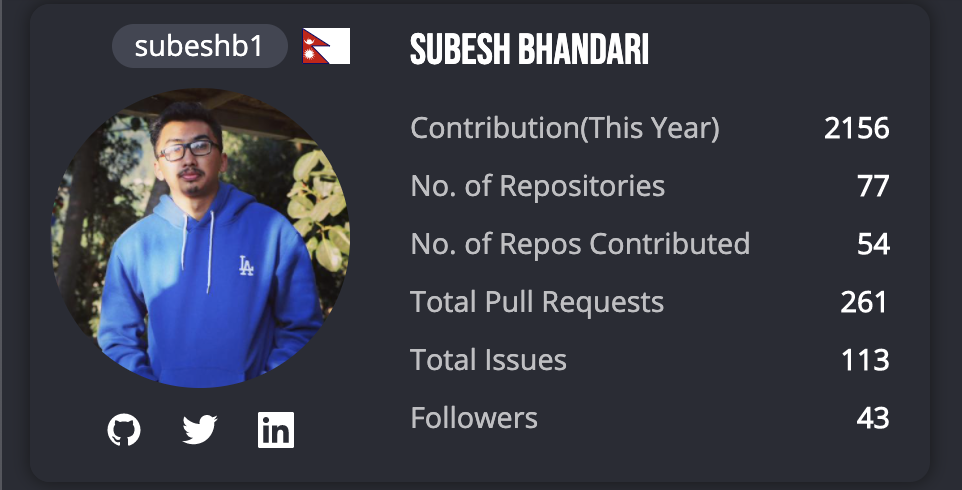 subeshb1
SUBESH BHANDARI
Contribution(This Year) 2156
No. of Repositories 77
No. of Repos Contributed 54
Total Pull Requests 261
Total Issues 113
Followers 43
LA
in